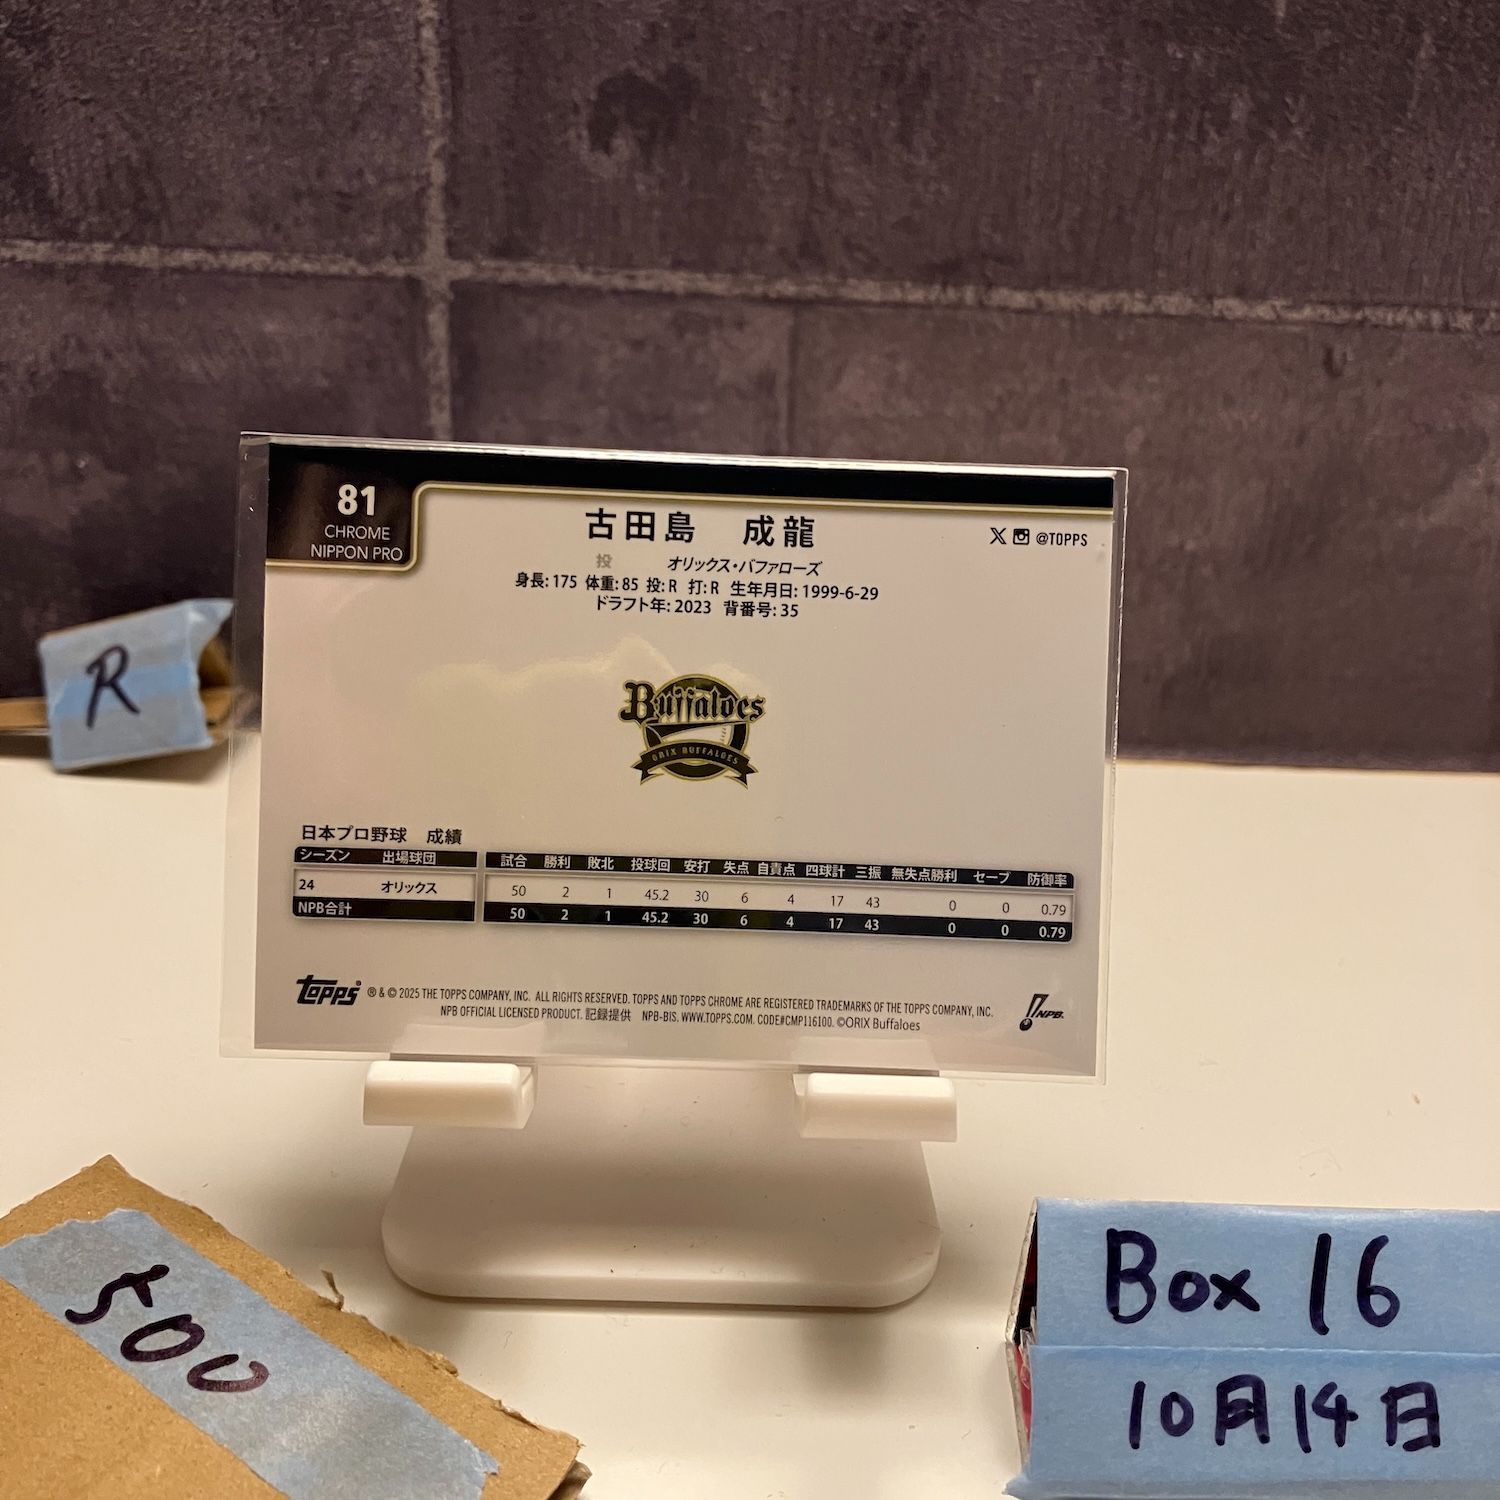 81
CHROME
NIPPON PRO
古田島 成龍
@TOPPS
投 オリックス・バファローズ
身長: 175 体重: 85 投: R 打: R 生年月日: 1999-6-29
ドラフト年: 2023 背番号: 35
Buffaloes
ORIX BUFFALOES
日本プロ野球 成績
シーズン 出場球団 試合 勝利 敗北 投球回 安打 失点 自責点 四球計 三振 無失点勝利 セーブ 防御率
24 オリックス 50 2 1 45.2 30 6 4 17 43 0 0 0.79
NPB合計 50 2 1 45.2 30 6 4 17 43 0 0 0.79
topps ® & © 2025 THE TOPPS COMPANY, INC. ALL RIGHTS RESERVED. TOPPS AND TOPPS CHROME ARE REGISTERED TRADEMARKS OF THE TOPPS COMPANY, INC.
NPB OFFICIAL LICENSED PRODUCT. 記録提供 NPB-BIS. WWW.TOPPS.COM. CODE#CMP116100. ©ORIX Buffaloes
NPB
R
500
Box 16
10月14日